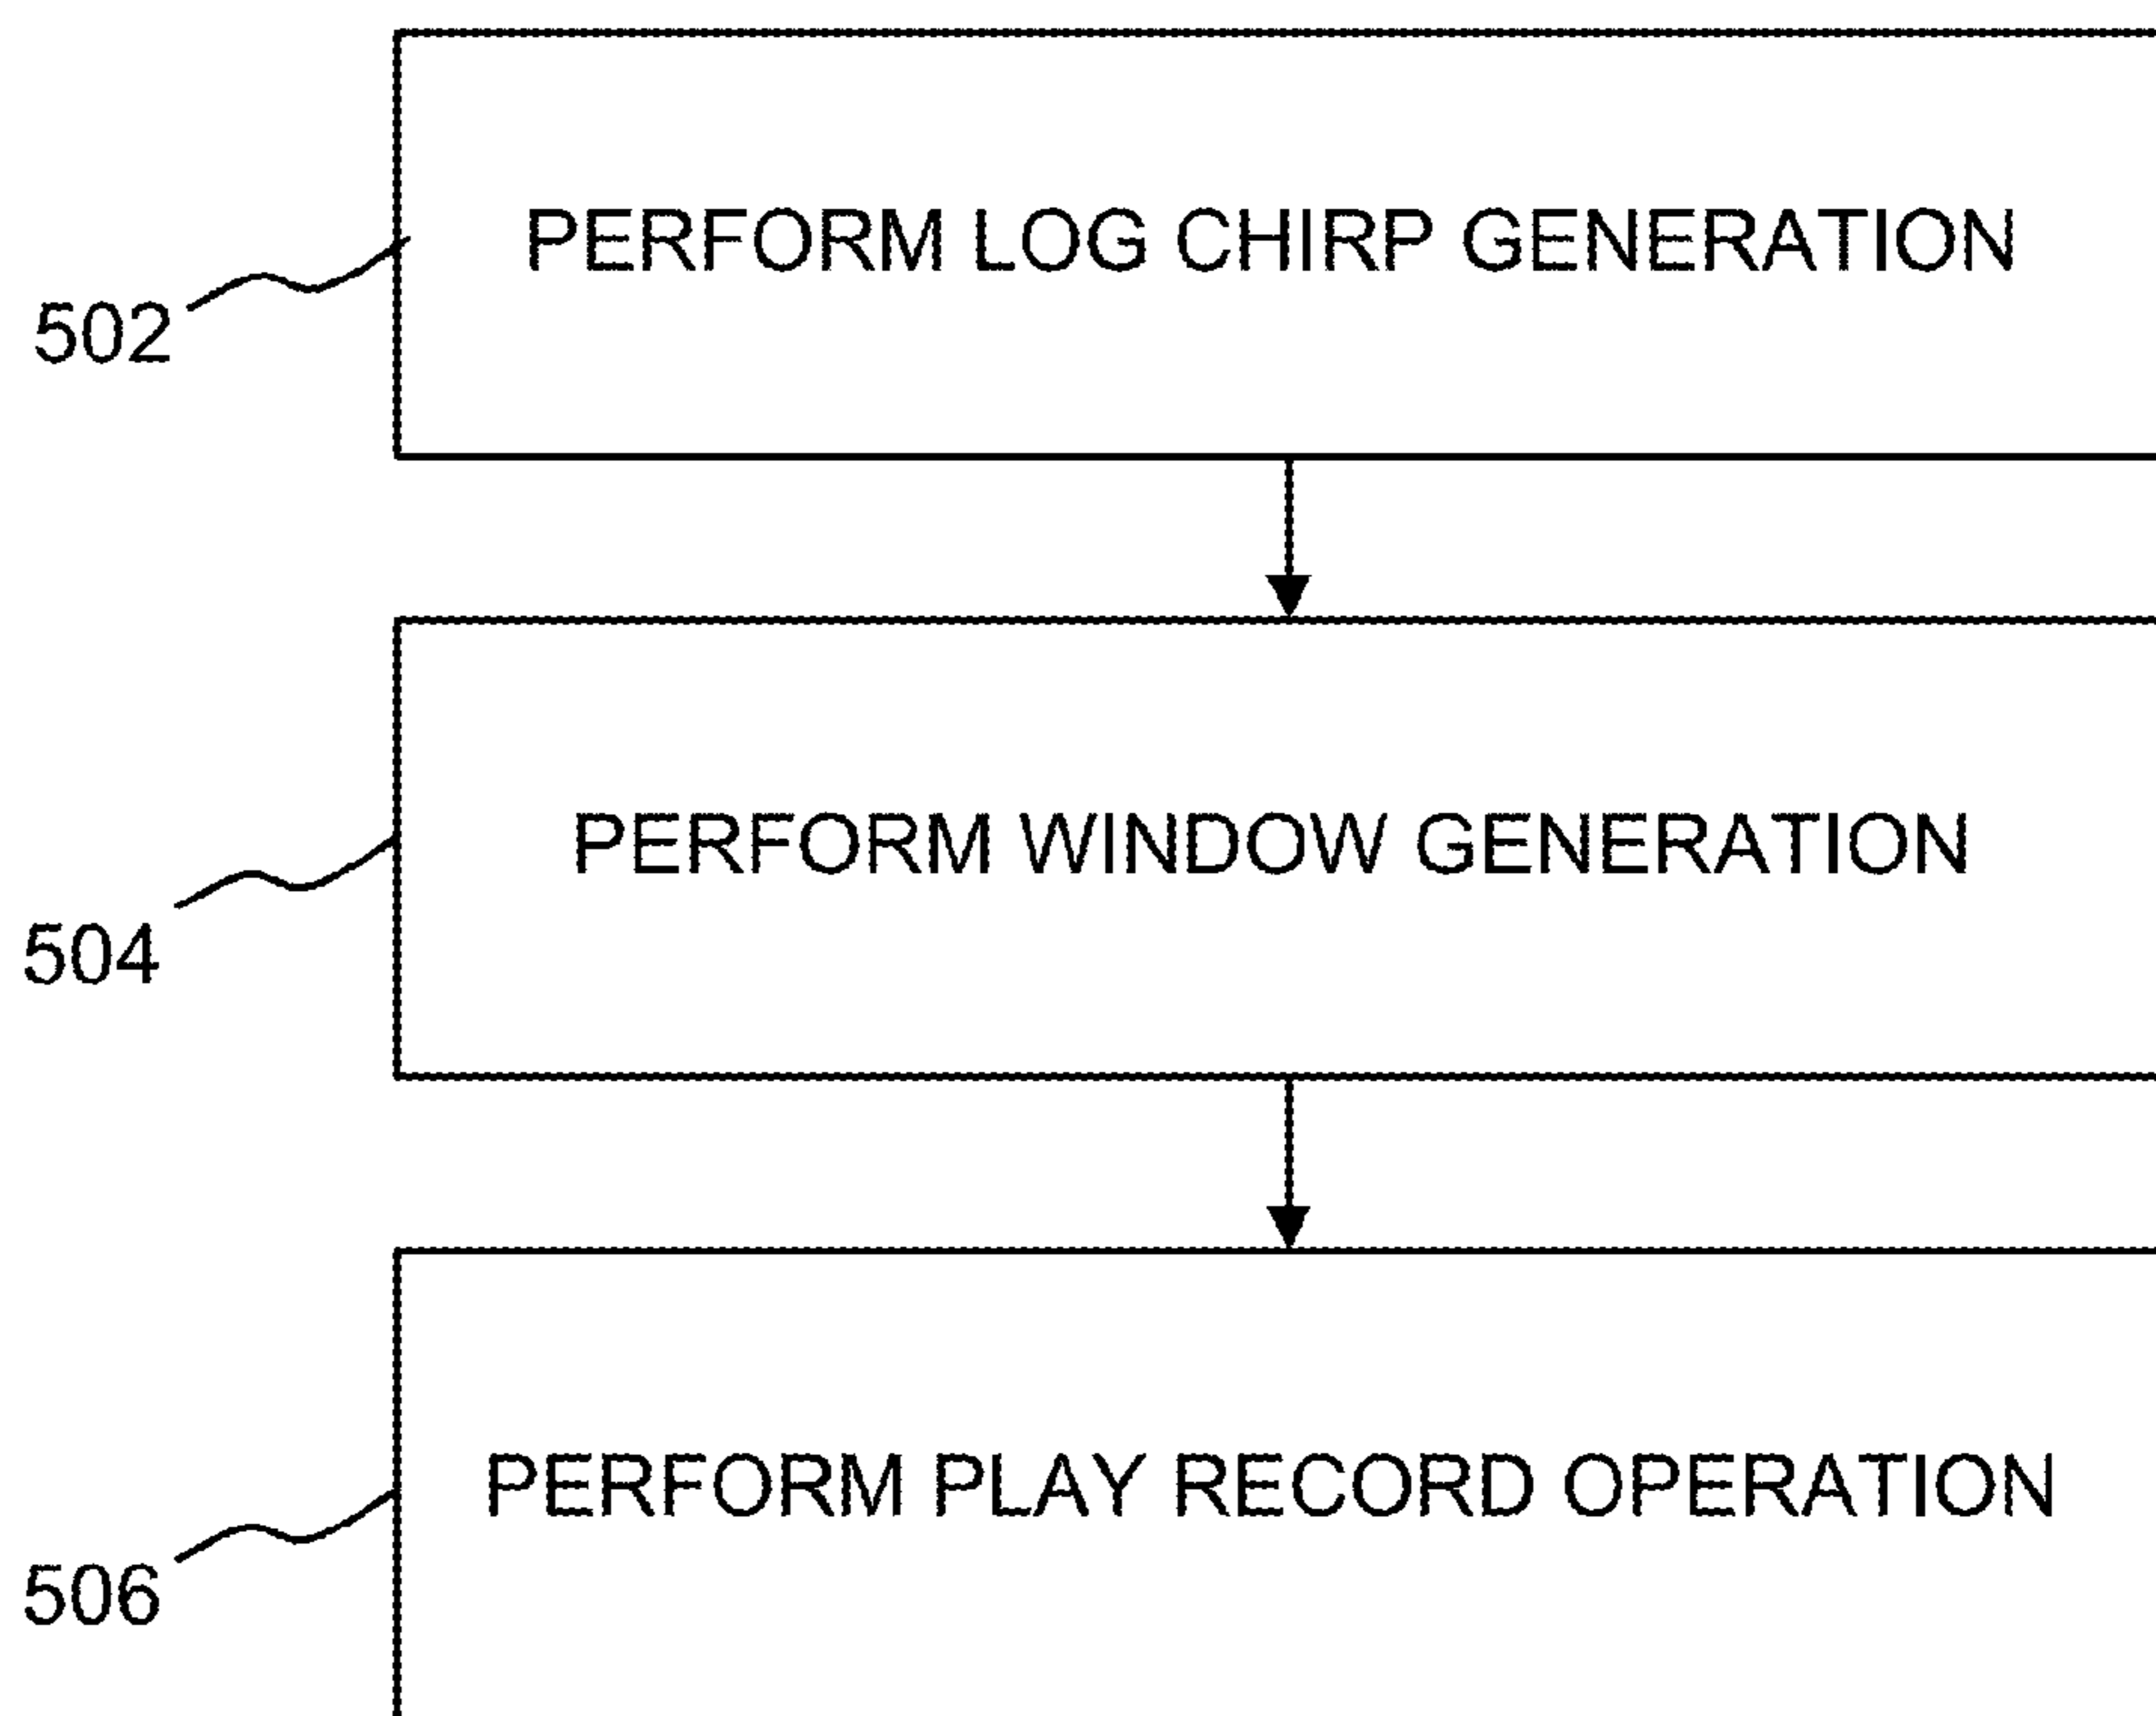 PERFORM LOG CHIRP GENERATION
502
PERFORM WINDOW GENERATION
504
PERFORM PLAY RECORD OPERATION
506